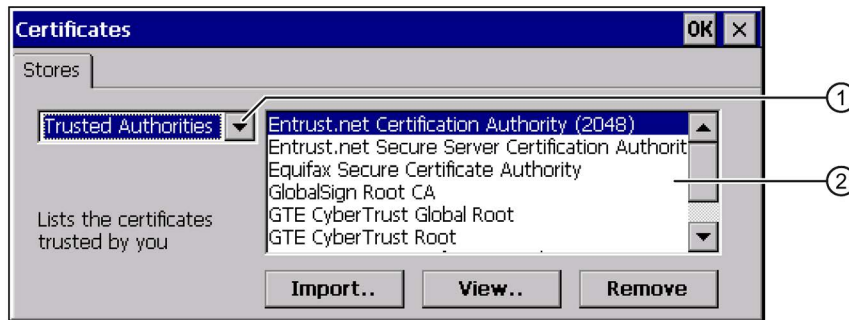 Certificates OK ×
Stores
Trusted Authorities
Entrust.net Certification Authority (2048)
Entrust.net Secure Server Certification Authorit
Equifax Secure Certificate Authority
GlobalSign Root CA
GTE CyberTrust Global Root
GTE CyberTrust Root
Lists the certificates
trusted by you
Import.. View.. Remove
1
2